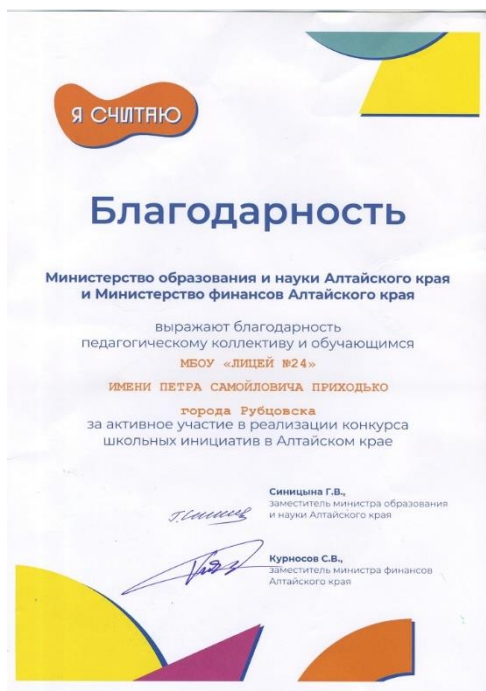 Я СЧИТАЮ
Благодарность
Министерство образования и науки Алтайского края
и Министерство финансов Алтайского края
выражают благодарность
педагогическому коллективу и обучающимся
МБОУ «ЛИЦЕЙ №24»
ИМЕНИ ПЕТРА САМОЙЛОВИЧА ПРИХОДЬКО
города Рубцовска
за активное участие в реализации конкурса
школьных инициатив в Алтайском крае
Синицына Г.В.,
заместитель министра образования
и науки Алтайского края
Курносов С.В.,
заместитель министра финансов
Алтайского края